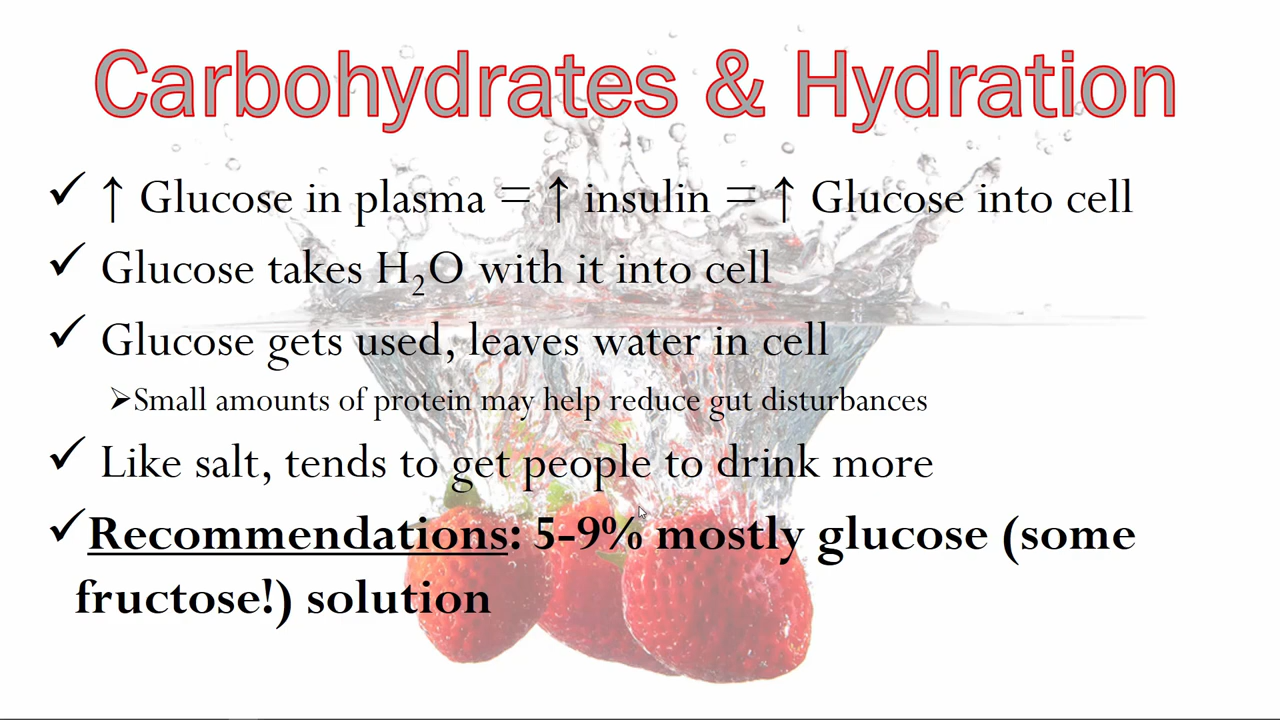 Carbohydrates & Hydration
✓ ↑ Glucose in plasma = ↑ insulin = ↑ Glucose into cell
✓ Glucose takes H₂O with it into cell
✓ Glucose gets used, leaves water in cell
➢Small amounts of protein may help reduce gut disturbances
✓ Like salt, tends to get people to drink more
✓Recommendations: 5-9% mostly glucose (some
fructose!) solution